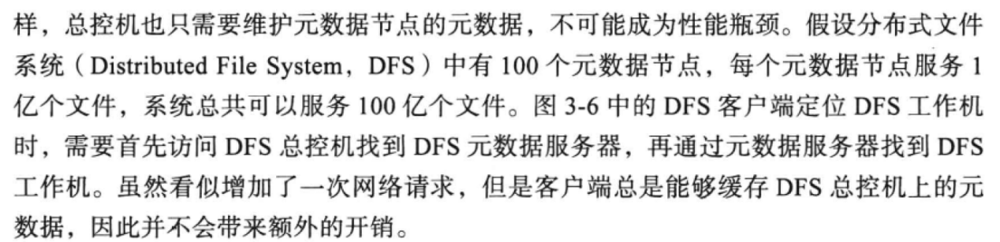 样，总控机也只需要维护元数据节点的元数据，不可能成为性能瓶颈。假设分布式文件
系统（Distributed File System，DFS）中有 100 个元数据节点，每个元数据节点服务 1
亿个文件，系统总共可以服务 100 亿个文件。图 3-6 中的 DFS 客户端定位 DFS 工作机
时，需要首先访问 DFS 总控机找到 DFS 元数据服务器，再通过元数据服务器找到 DFS
工作机。虽然看似增加了一次网络请求，但是客户端总是能够缓存 DFS 总控机上的元
数据，因此并不会带来额外的开销。